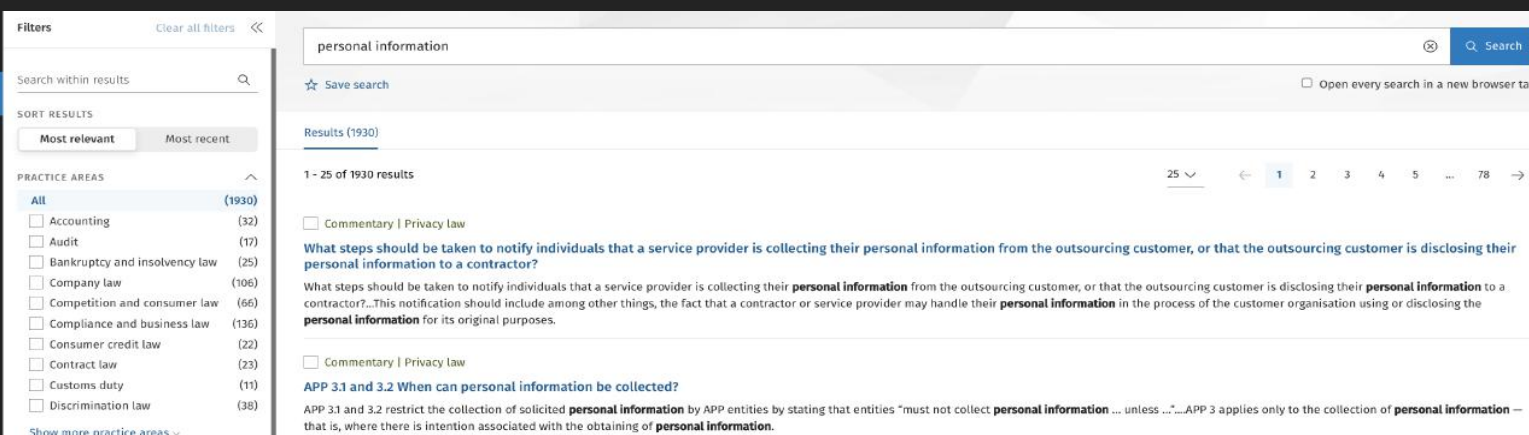 Filters Clear all filters
Search within results
SORT RESULTS
Most relevant Most recent
PRACTICE AREAS
All (1930)
Accounting (32)
Audit (17)
Bankruptcy and insolvency law (25)
Company law (106)
Competition and consumer law (66)
Compliance and business law (136)
Consumer credit law (22)
Contract law (23)
Customs duty (11)
Discrimination law (38)
Show more practice areas
personal information Search
Save search Open every search in a new browser ta
Results (1930)
1 - 25 of 1930 results 25 1 2 3 4 5 ... 78
Commentary | Privacy law
What steps should be taken to notify individuals that a service provider is collecting their personal information from the outsourcing customer, or that the outsourcing customer is disclosing their
personal information to a contractor?
What steps should be taken to notify individuals that a service provider is collecting their personal information from the outsourcing customer, or that the outsourcing customer is disclosing their personal information to a
contractor?...This notification should include among other things, the fact that a contractor or service provider may handle their personal information in the process of the customer organisation using or disclosing the
personal information for its original purposes.
Commentary | Privacy law
APP 3.1 and 3.2 When can personal information be collected?
APP 3.1 and 3.2 restrict the collection of solicited personal information by APP entities by stating that entities “must not collect personal information ... unless ...”....APP 3 applies only to the collection of personal information —
that is, where there is intention associated with the obtaining of personal information.